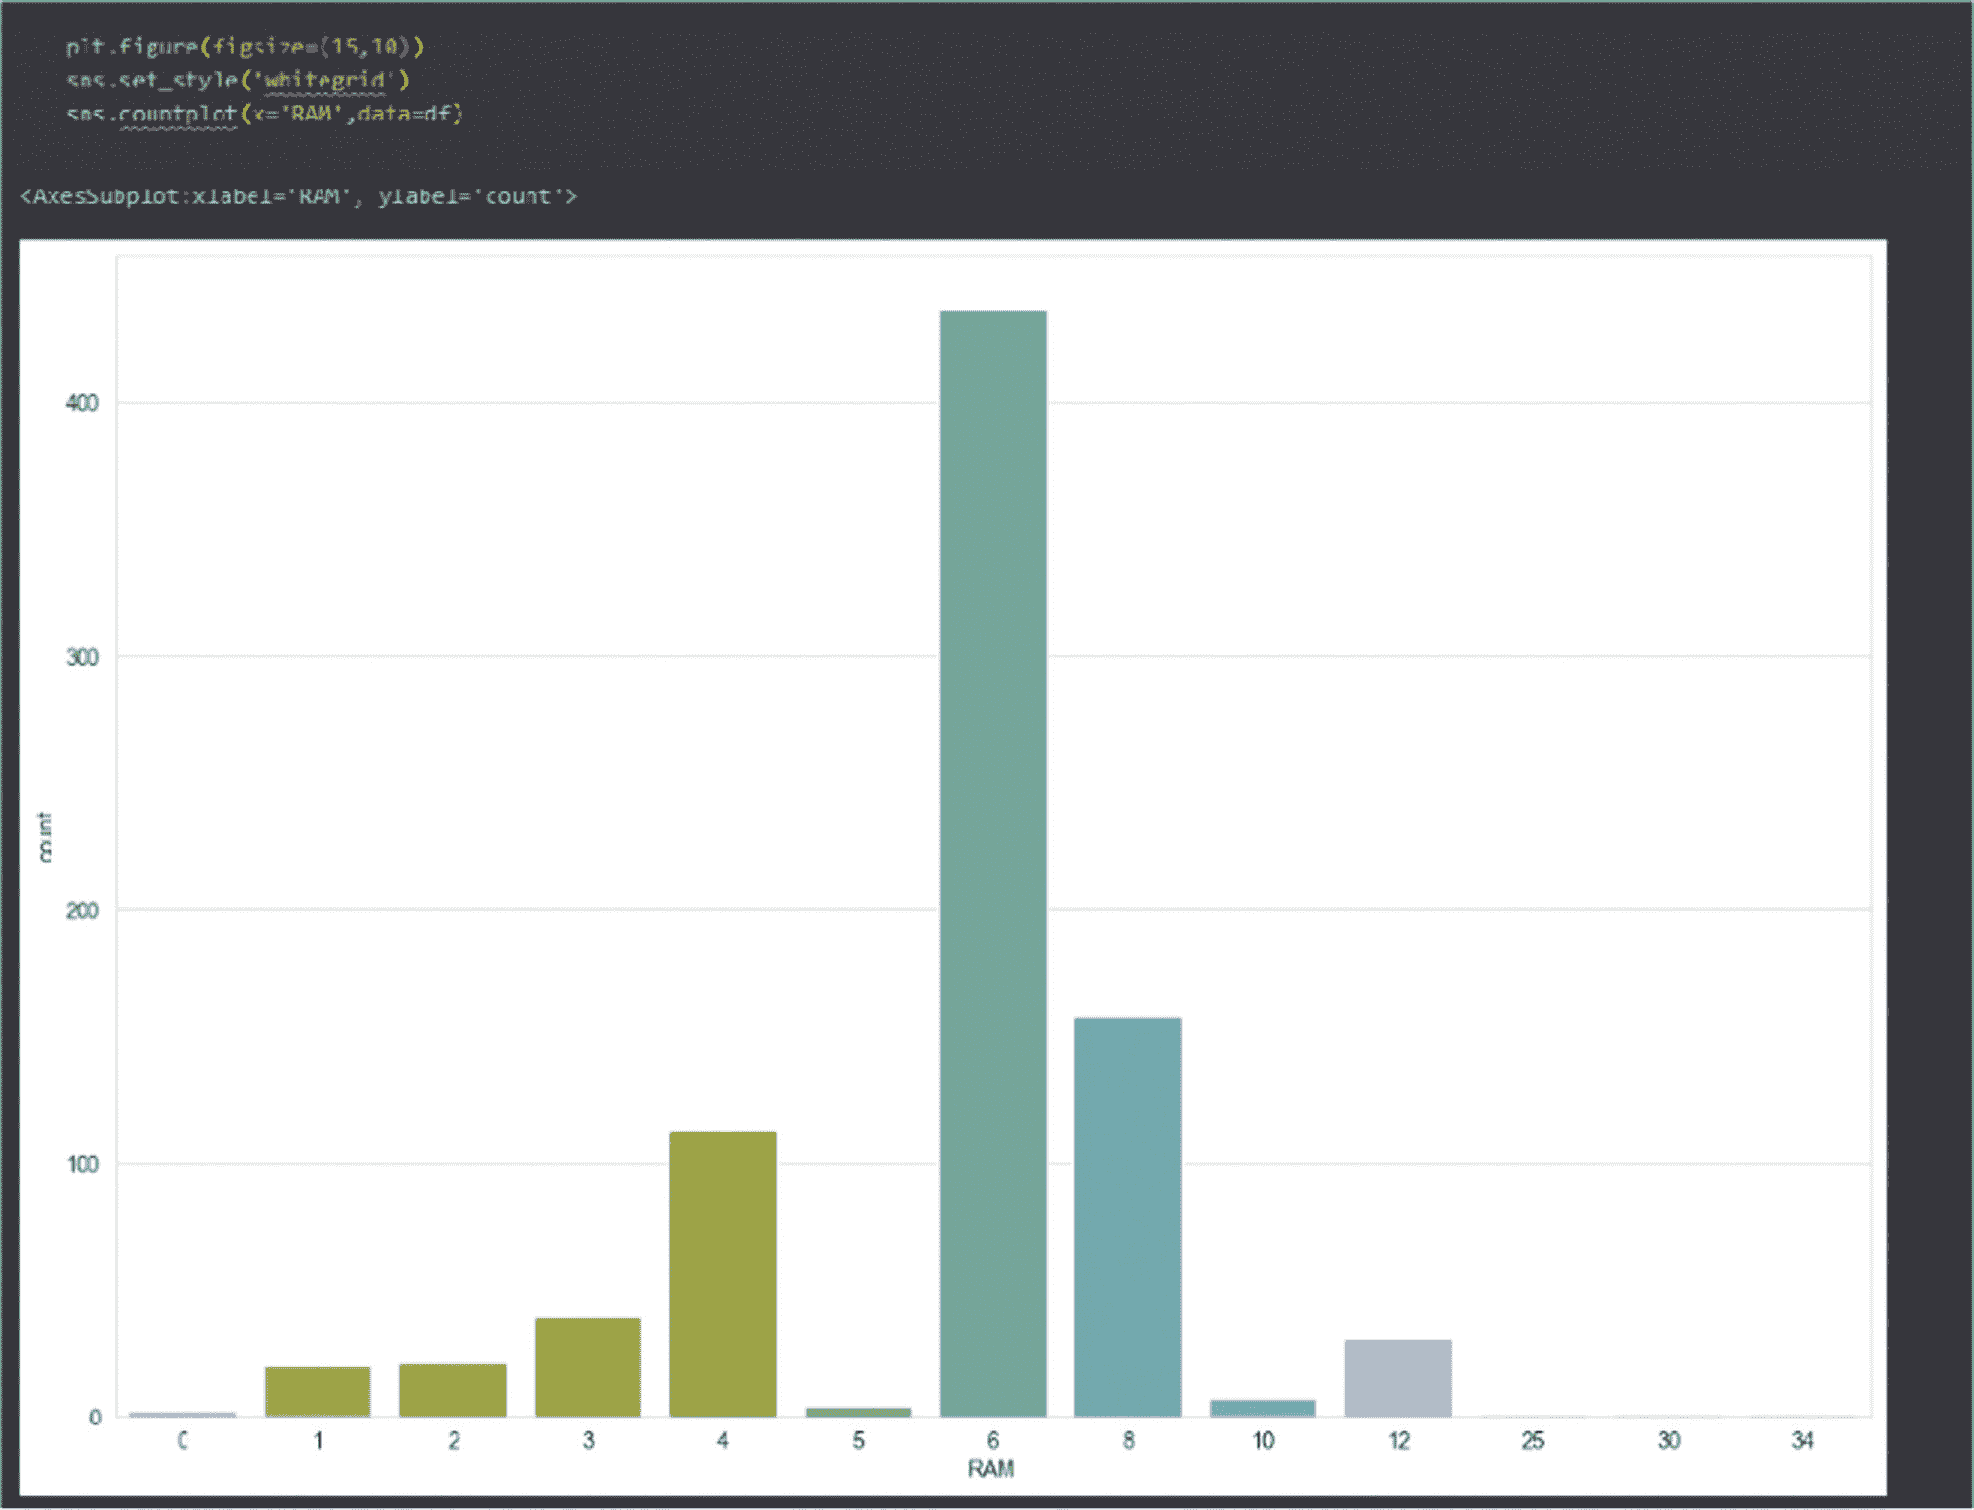 plt.figure(figsize=(15,10))
sns.set_style('whitegrid')
sns.countplot(x='RAM',data=df)
<AxesSubplot:xlabel='RAM', ylabel='count'>
400
300
200
100
0
count
0 1 2 3 4 5 6 8 10 12 25 30 34
RAM